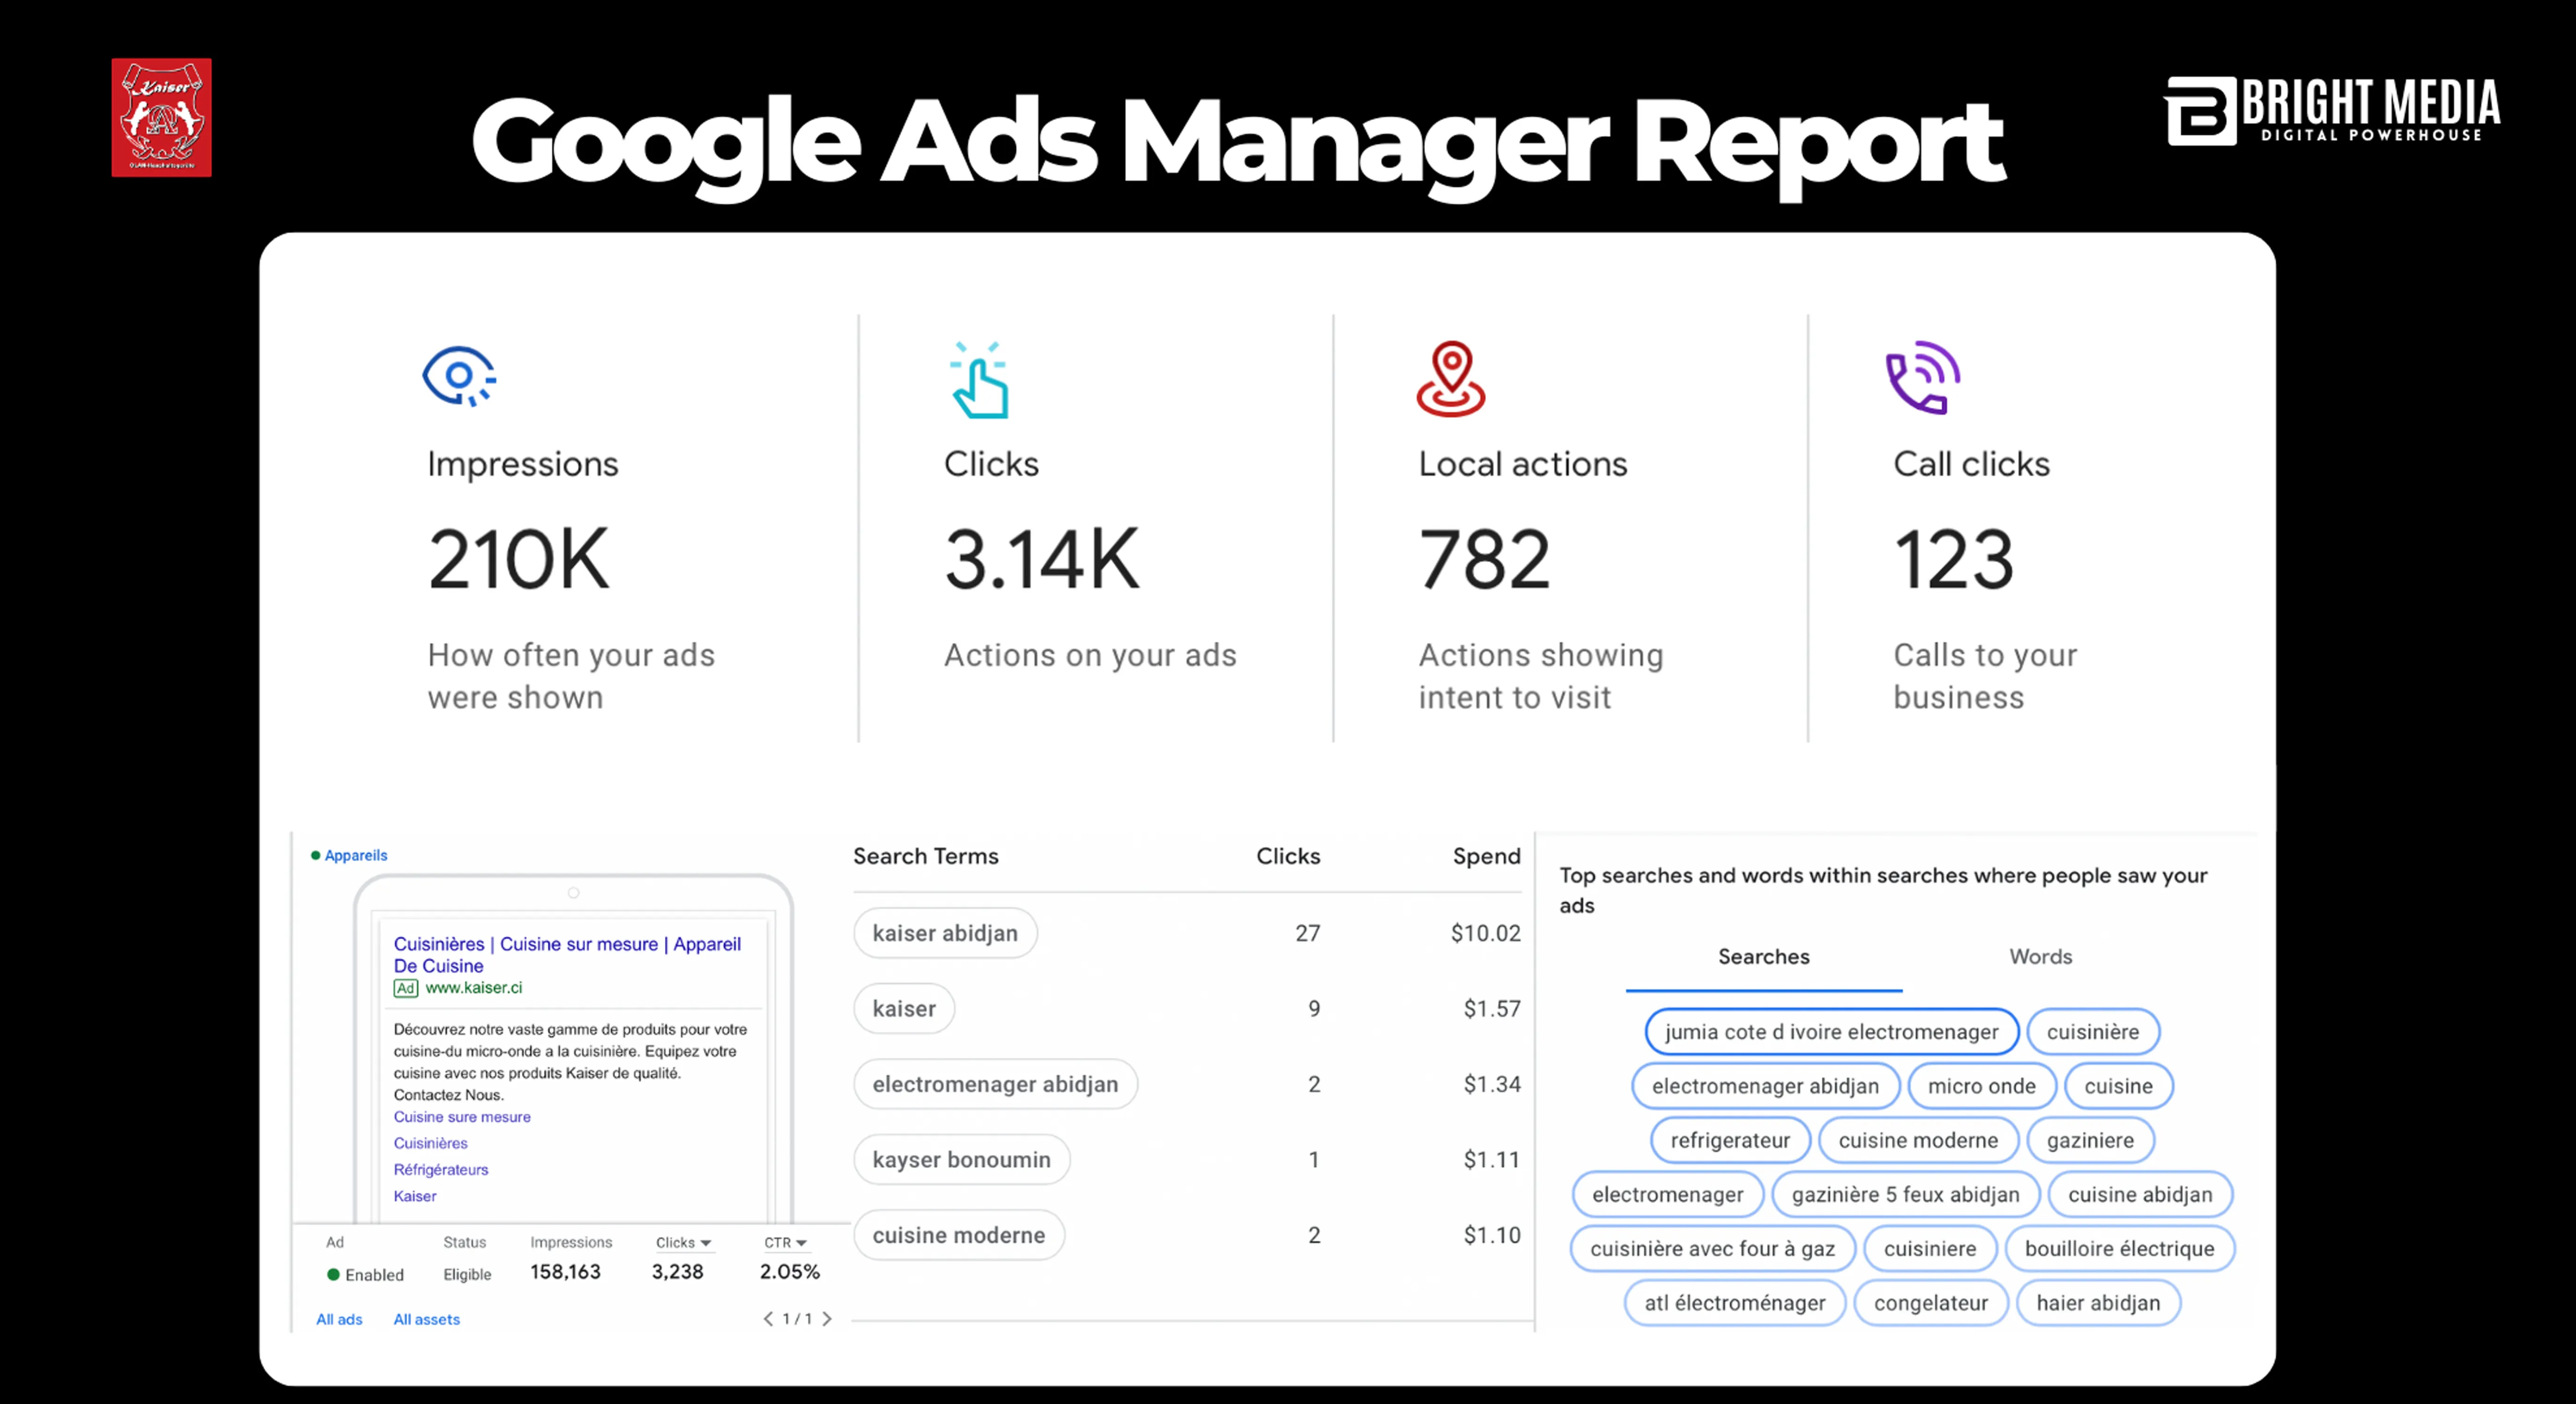 Kaiser
Google Ads Manager Report
BRIGHT MEDIA
DIGITAL POWERHOUSE
Impressions
210K
How often your ads
were shown
Clicks
3.14K
Actions on your ads
Local actions
782
Actions showing
intent to visit
Call clicks
123
Calls to your
business
Appareils
Cuisinières | Cuisine sur mesure | Appareil
De Cuisine
Ad www.kaiser.ci
Découvrez notre vaste gamme de produits pour votre
cuisine-du micro-onde a la cuisinière. Equipez votre
cuisine avec nos produits Kaiser de qualité.
Contactez Nous.
Cuisine sure mesure
Cuisinières
Réfrigérateurs
Kaiser
Ad Status Impressions Clicks CTR
Enabled Eligible 158,163 3,238 2.05%
All ads All assets < 1 / 1 >
Search Terms Clicks Spend
kaiser abidjan 27 $10.02
kaiser 9 $1.57
electromenager abidjan 2 $1.34
kayser bonoumin 1 $1.11
cuisine moderne 2 $1.10
Top searches and words within searches where people saw your
ads
Searches Words
jumia cote d ivoire electromenager cuisinière
electromenager abidjan micro onde cuisine
refrigerateur cuisine moderne gaziniere
electromenager gazinière 5 feux abidjan cuisine abidjan
cuisinière avec four à gaz cuisiniere bouilloire électrique
atl électroménager congelateur haier abidjan